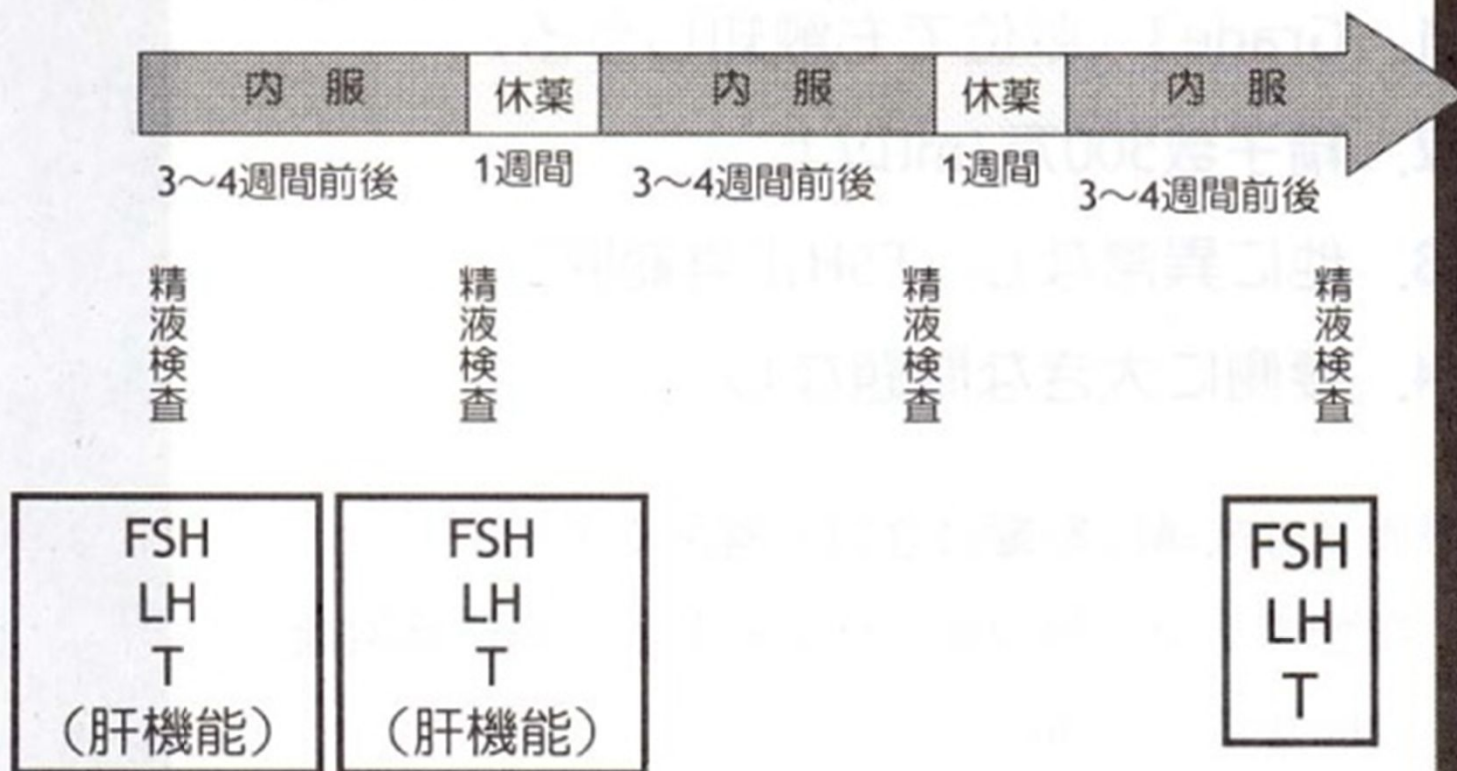 内 服
休薬
内 服
休薬
内 服
3～4週間前後
1週間
3～4週間前後
1週間
3～4週間前後
精液検査
精液検査
精液検査
精液検査
FSH
LH
T
（肝機能）
FSH
LH
T
（肝機能）
FSH
LH
T